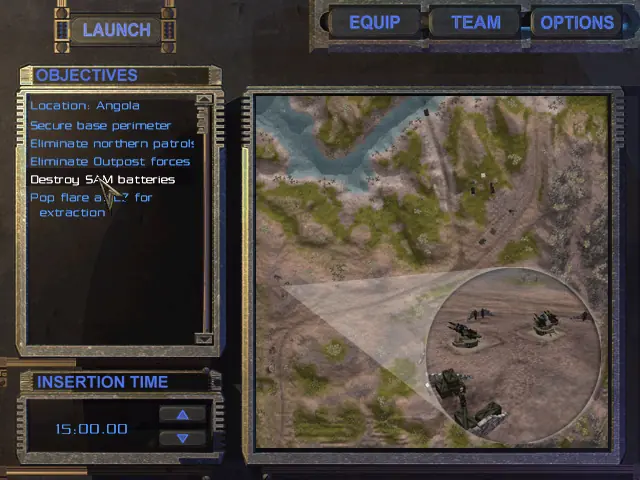 LAUNCH
EQUIP
TEAM
OPTIONS
OBJECTIVES
Location: Angola
Secure base perimeter
Eliminate northern patrols
Eliminate Outpost forces
Destroy SAM batteries
Pop flare for
extraction
INSERTION TIME
15:00.00